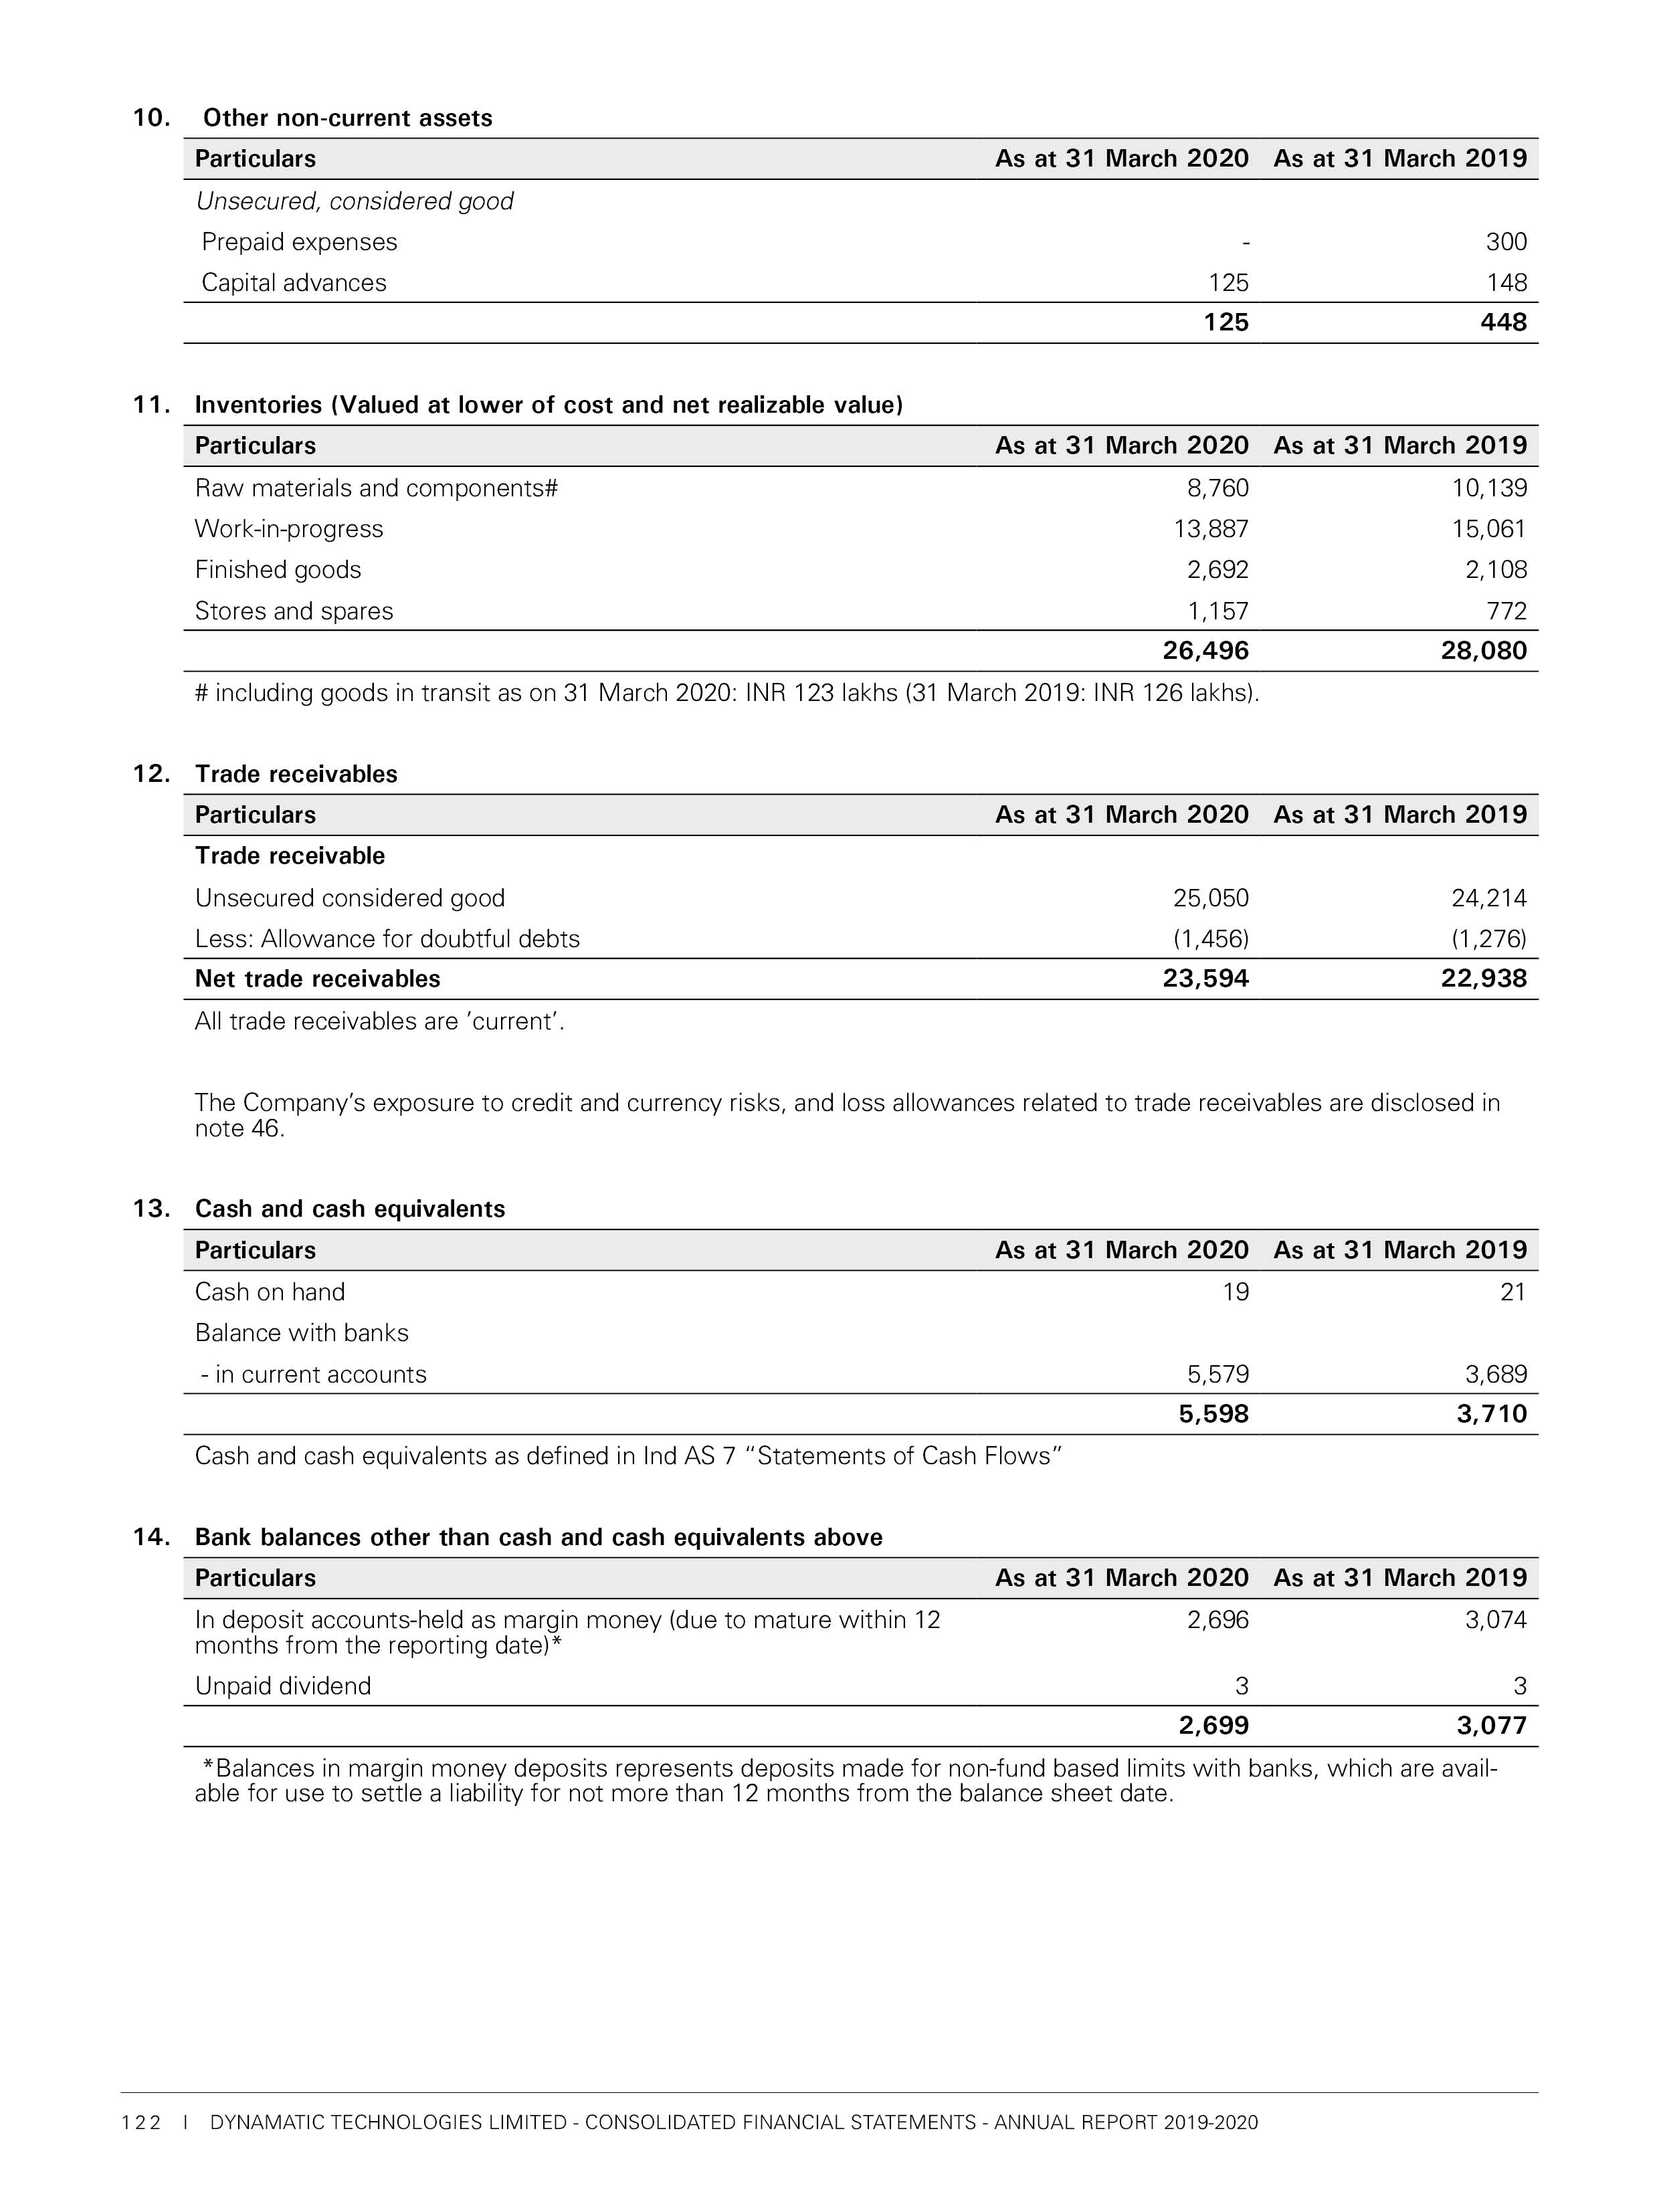 10. Other non-current assets
Particulars As at 31 March 2020 As at 31 March 2019
Unsecured, considered good
Prepaid expenses - 300
Capital advances 125 148
125 448
11. Inventories (Valued at lower of cost and net realizable value)
Particulars As at 31 March 2020 As at 31 March 2019
Raw materials and components# 8,760 10,139
Work-in-progress 13,887 15,061
Finished goods 2,692 2,108
Stores and spares 1,157 772
26,496 28,080
# including goods in transit as on 31 March 2020: INR 123 lakhs (31 March 2019: INR 126 lakhs).
12. Trade receivables
Particulars As at 31 March 2020 As at 31 March 2019
Trade receivable
Unsecured considered good 25,050 24,214
Less: Allowance for doubtful debts (1,456) (1,276)
Net trade receivables 23,594 22,938
All trade receivables are ’current’.
The Company’s exposure to credit and currency risks, and loss allowances related to trade receivables are disclosed in
note 46.
13. Cash and cash equivalents
Particulars As at 31 March 2020 As at 31 March 2019
Cash on hand 19 21
Balance with banks
- in current accounts 5,579 3,689
5,598 3,710
Cash and cash equivalents as defined in Ind AS 7 “Statements of Cash Flows”
14. Bank balances other than cash and cash equivalents above
Particulars As at 31 March 2020 As at 31 March 2019
In deposit accounts-held as margin money (due to mature within 12 2,696 3,074
months from the reporting date)*
Unpaid dividend 3 3
2,699 3,077
*Balances in margin money deposits represents deposits made for non-fund based limits with banks, which are avail-
able for use to settle a liability for not more than 12 months from the balance sheet date.
122 I DYNAMATIC TECHNOLOGIES LIMITED - CONSOLIDATED FINANCIAL STATEMENTS - ANNUAL REPORT 2019-2020